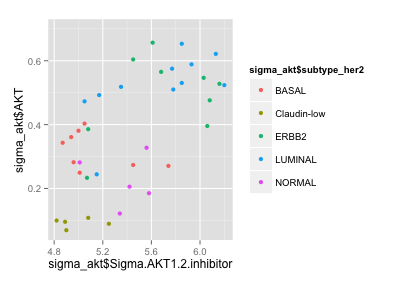 sigma_akt$AKT
0.6
0.4
0.2
4.8 5.2 5.6 6.0
sigma_akt$Sigma.AKT1.2.inhibitor
sigma_akt$subtype_her2
BASAL
Claudin-low
ERBB2
LUMINAL
NORMAL